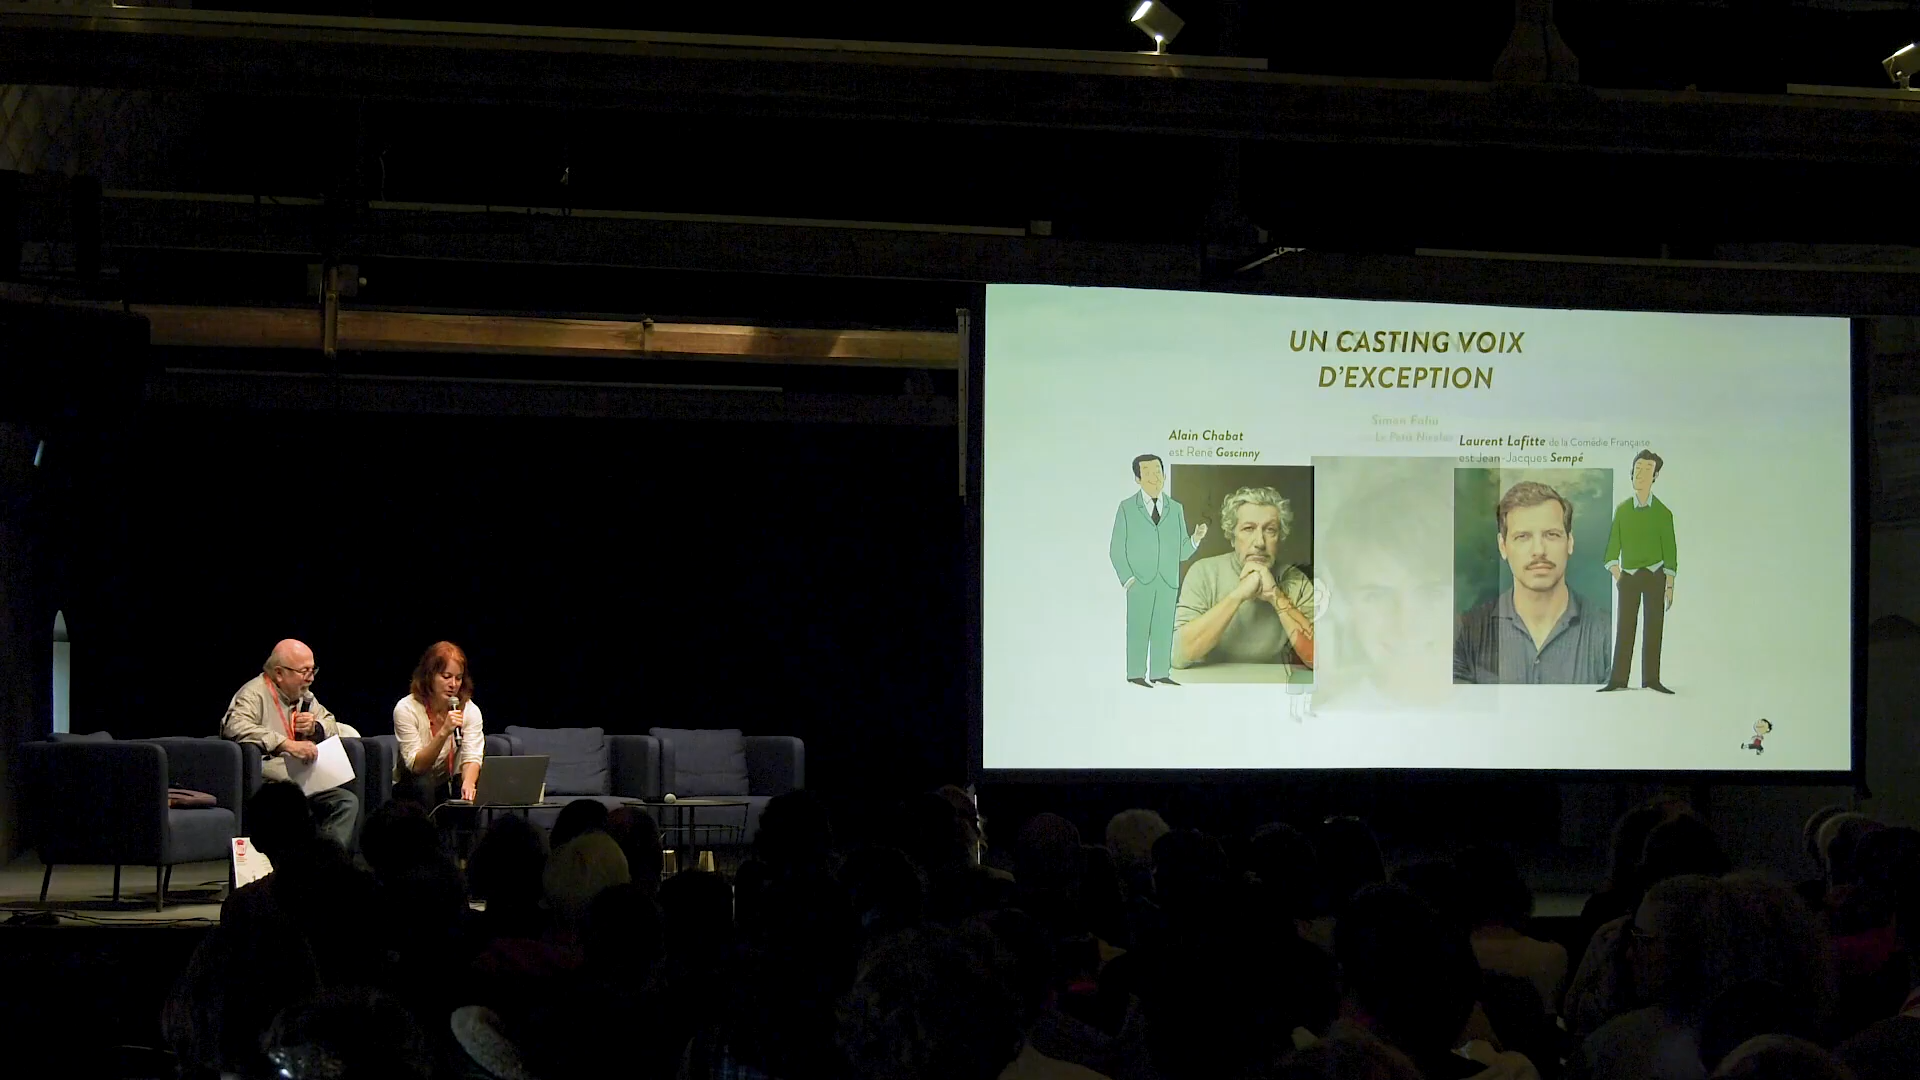 UN CASTING VOIX
D'EXCEPTION
Simon Faliu
Le Petit Nicolas
Alain Chabat
est René Goscinny
Laurent Lafitte de la Comédie Française
est Jean-Jacques Sempé